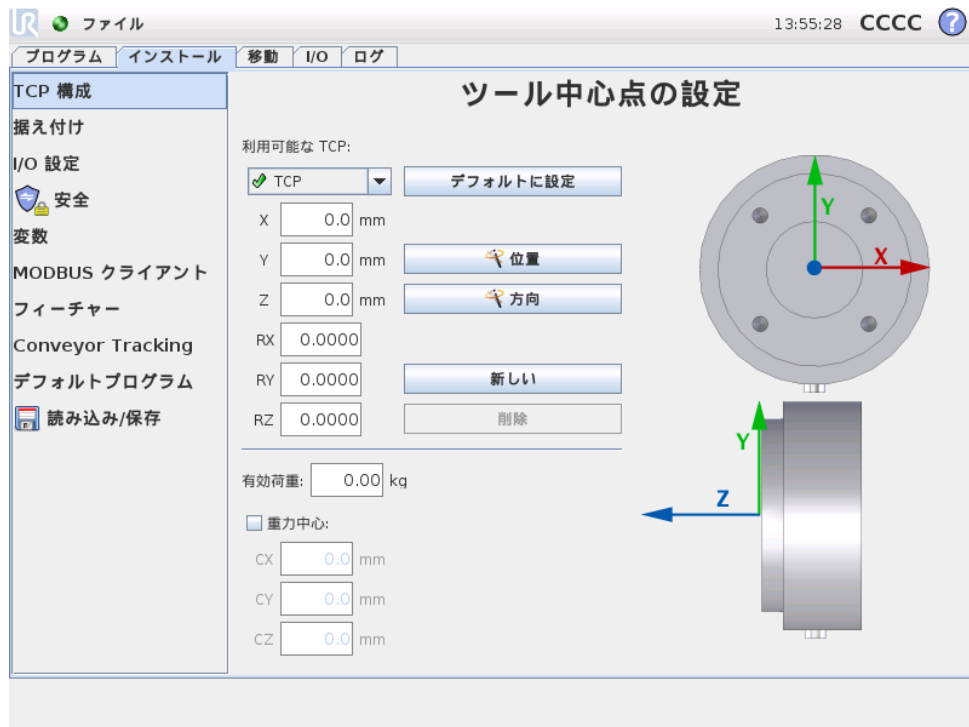 UR ファイル 13:55:28 CCCC ?
プログラム インストール 移動 I/O ログ
TCP 構成
据え付け
I/O 設定
安全
変数
MODBUS クライアント
フィーチャー
Conveyor Tracking
デフォルトプログラム
読み込み/保存
ツール中心点の設定
利用可能な TCP:
TCP デフォルトに設定
X 0.0 mm
Y 0.0 mm 位置
Z 0.0 mm 方向
RX 0.0000
RY 0.0000 新しい
RZ 0.0000 削除
有効荷重: 0.00 kg
重力中心:
CX 0.0 mm
CY 0.0 mm
CZ 0.0 mm
Y
X
Y
Z